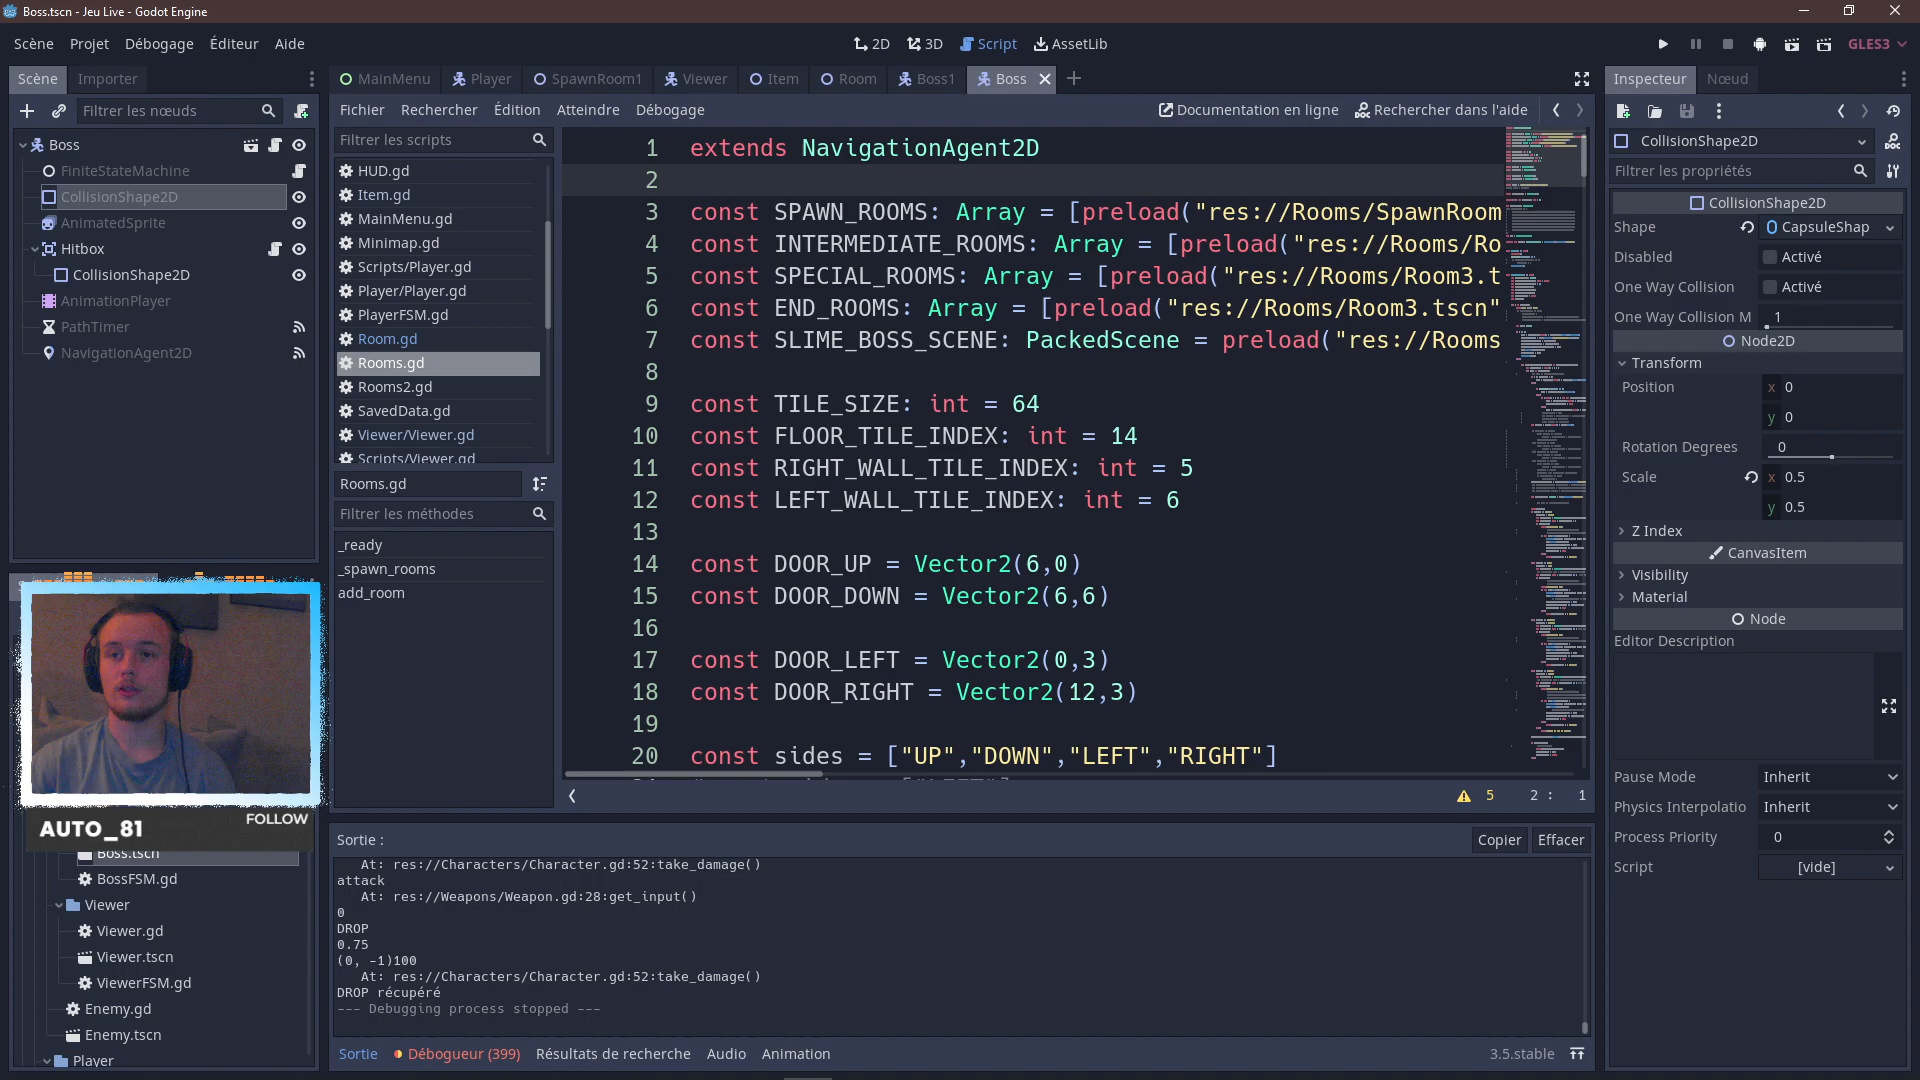 Boss.tscn - Jeu Live - Godot Engine
Scène Projet Débogage Éditeur Aide
2D 3D Script AssetLib
GLES3
Scène Importer
MainMenu Player SpawnRoom1 Viewer Item Room Boss1 Boss
Inspecteur Nœud
Filtrer les nœuds
Boss
FiniteStateMachine
CollisionShape2D
AnimatedSprite
Hitbox
CollisionShape2D
AnimationPlayer
PathTimer
NavigationAgent2D
Fichier Rechercher Édition Atteindre Débogage
Documentation en ligne Rechercher dans l'aide
Filtrer les scripts
HUD.gd
Item.gd
MainMenu.gd
Minimap.gd
Scripts/Player.gd
Player/Player.gd
PlayerFSM.gd
Room.gd
Rooms.gd
Rooms2.gd
SavedData.gd
Viewer/Viewer.gd
Scripts/Viewer.gd
Rooms.gd
Filtrer les méthodes
_ready
_spawn_rooms
add_room
1 extends NavigationAgent2D
2
3 const SPAWN_ROOMS: Array = [preload("res://Rooms/SpawnRoom
4 const INTERMEDIATE_ROOMS: Array = [preload("res://Rooms/Ro
5 const SPECIAL_ROOMS: Array = [preload("res://Rooms/Room3.t
6 const END_ROOMS: Array = [preload("res://Rooms/Room3.tscn"
7 const SLIME_BOSS_SCENE: PackedScene = preload("res://Rooms
8
9 const TILE_SIZE: int = 64
10 const FLOOR_TILE_INDEX: int = 14
11 const RIGHT_WALL_TILE_INDEX: int = 5
12 const LEFT_WALL_TILE_INDEX: int = 6
13
14 const DOOR_UP = Vector2(6,0)
15 const DOOR_DOWN = Vector2(6,6)
16
17 const DOOR_LEFT = Vector2(0,3)
18 const DOOR_RIGHT = Vector2(12,3)
19
20 const sides = ["UP","DOWN","LEFT","RIGHT"]
5 2 : 1
CollisionShape2D
Filtrer les propriétés
CollisionShape2D
Shape CapsuleShap
Disabled Activé
One Way Collision Activé
One Way Collision M 1
Node2D
Transform
Position x 0
y 0
Rotation Degrees 0
Scale x 0.5
y 0.5
Z Index
CanvasItem
Visibility
Material
Node
Editor Description
Pause Mode Inherit
Physics Interpolatio Inherit
Process Priority 0
Script [vide]
AUTO_81 FOLLOW
Boss.tscn
BossFSM.gd
Viewer
Viewer.gd
Viewer.tscn
ViewerFSM.gd
Enemy.gd
Enemy.tscn
Player
Sortie :
Copier Effacer
At: res://Characters/Character.gd:52:take_damage()
attack
At: res://Weapons/Weapon.gd:28:get_input()
0
DROP
0.75
(0, -1)100
At: res://Characters/Character.gd:52:take_damage()
DROP récupéré
--- Debugging process stopped ---
Sortie Débogueur (399) Résultats de recherche Audio Animation
3.5.stable